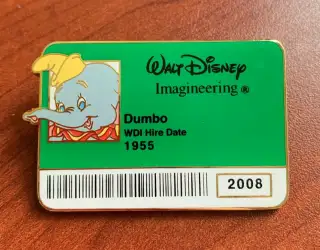 Walt Disney
Imagineering ®
Dumbo
WDI Hire Date
1955
2008